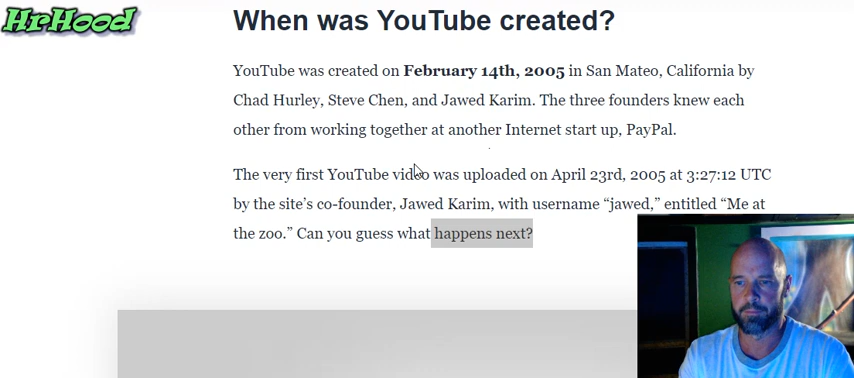 HrHood
When was YouTube created?
YouTube was created on February 14th, 2005 in San Mateo, California by
Chad Hurley, Steve Chen, and Jawed Karim. The three founders knew each
other from working together at another Internet start up, PayPal.
The very first YouTube video was uploaded on April 23rd, 2005 at 3:27:12 UTC
by the site’s co-founder, Jawed Karim, with username “jawed,” entitled “Me at
the zoo.” Can you guess what happens next?